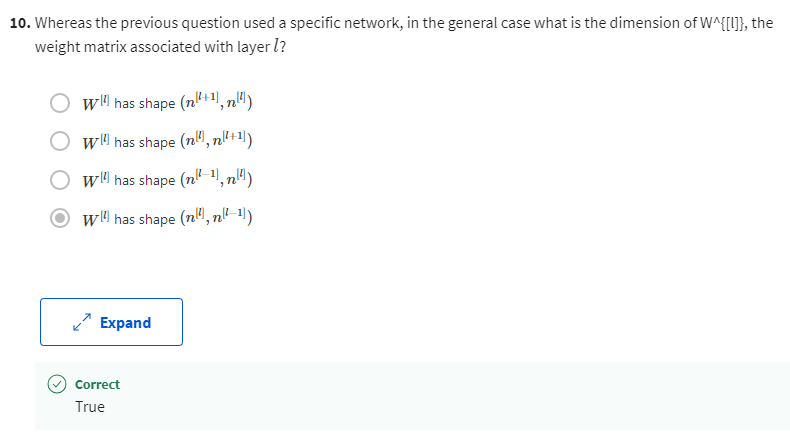 10. Whereas the previous question used a specific network, in the general case what is the dimension of W^{[l]}, the
weight matrix associated with layer l?
W^[l] has shape (n^[l+1], n^[l])
W^[l] has shape (n^[l], n^[l+1])
W^[l] has shape (n^[l−1], n^[l])
W^[l] has shape (n^[l], n^[l−1])
Expand
Correct
True